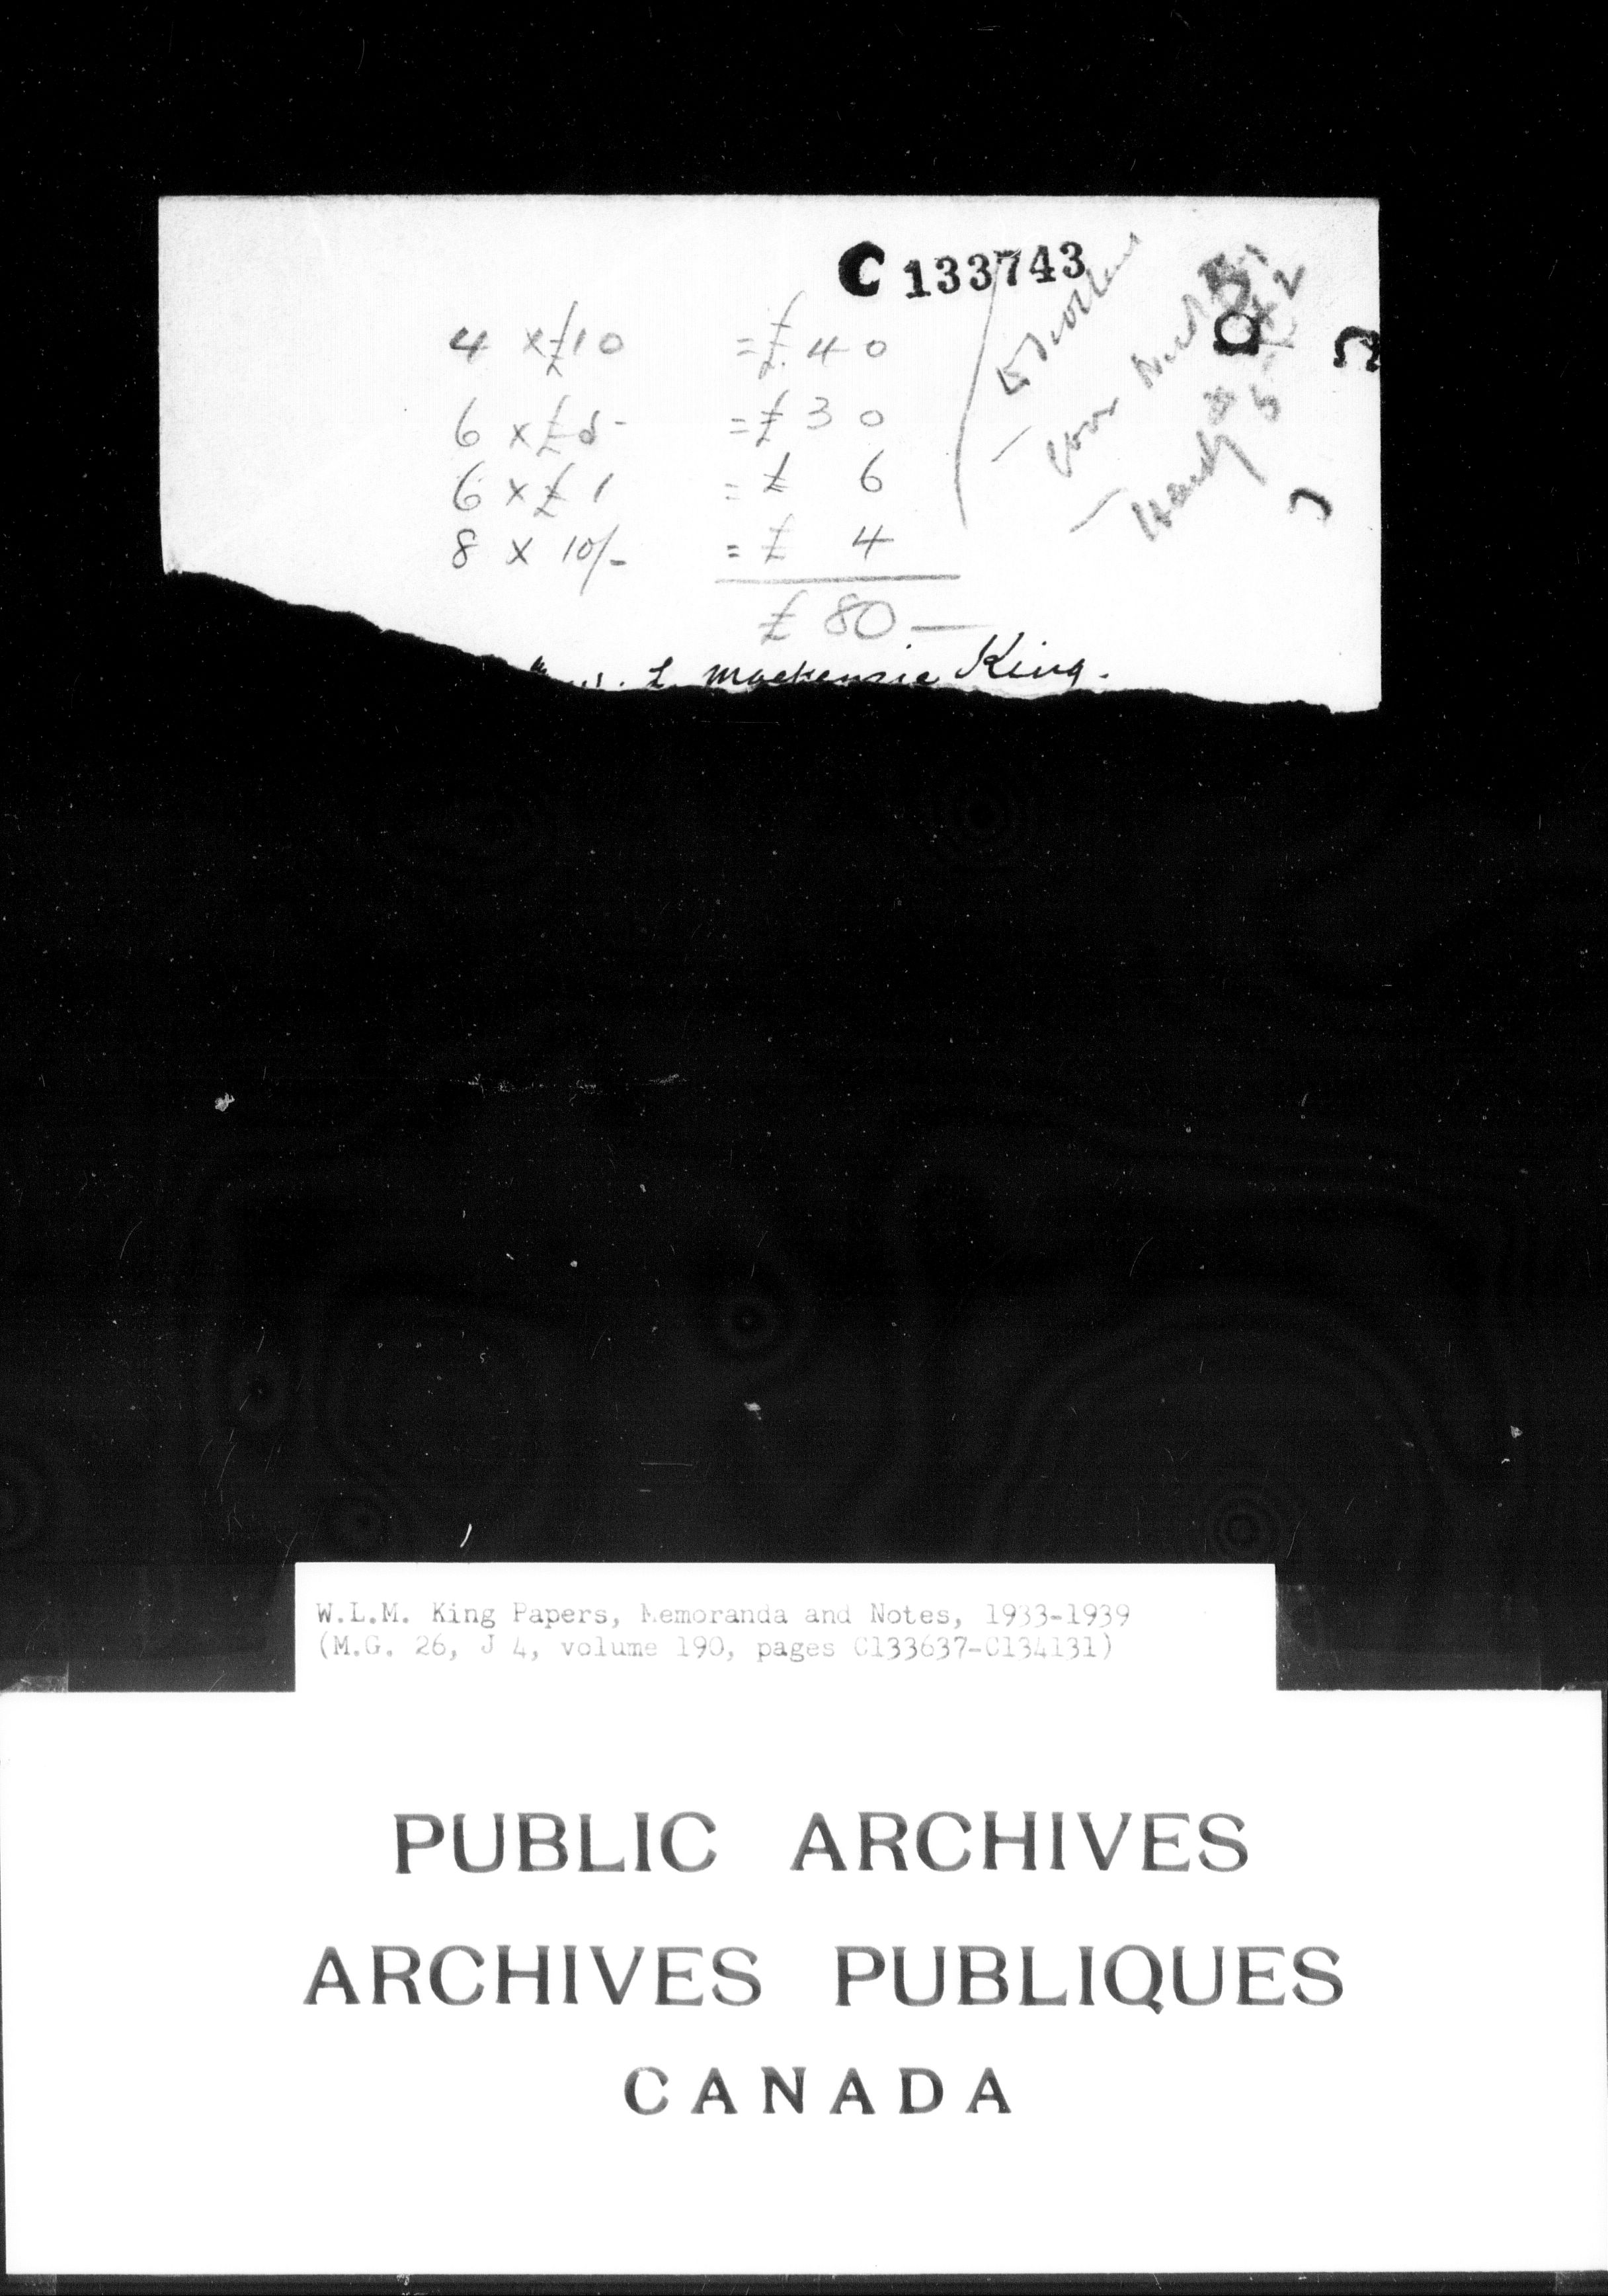 C 133743
4 x £10 = £ 40
6 x £5- = £ 30
6 x £1 = £ 6
8 x 10/- = £ 4
£ 80 —
L. Mackenzie King.
W.L.M. King Papers, Memoranda and Notes, 1933-1939
(M.G. 26, J 4, volume 190, pages C133637-C134131)
PUBLIC ARCHIVES
ARCHIVES PUBLIQUES
CANADA